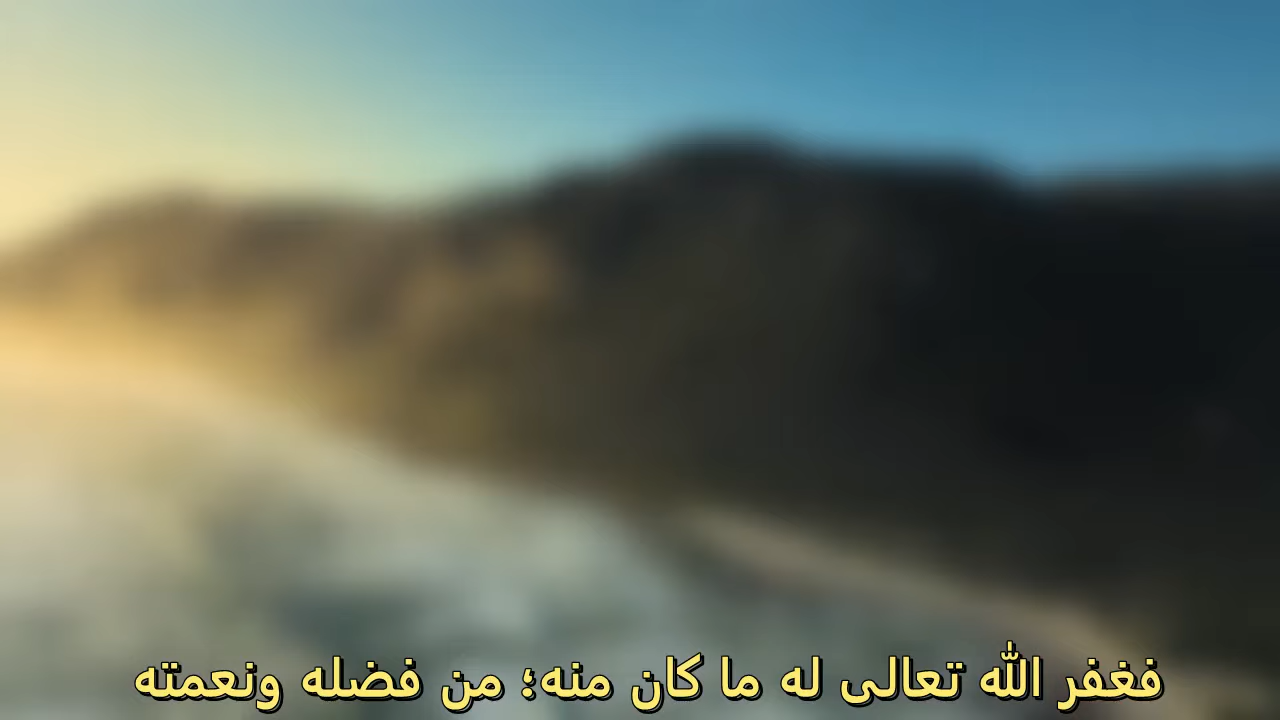 فغفر الله تعالى له ما كان منه؛ من فضله ونعمته